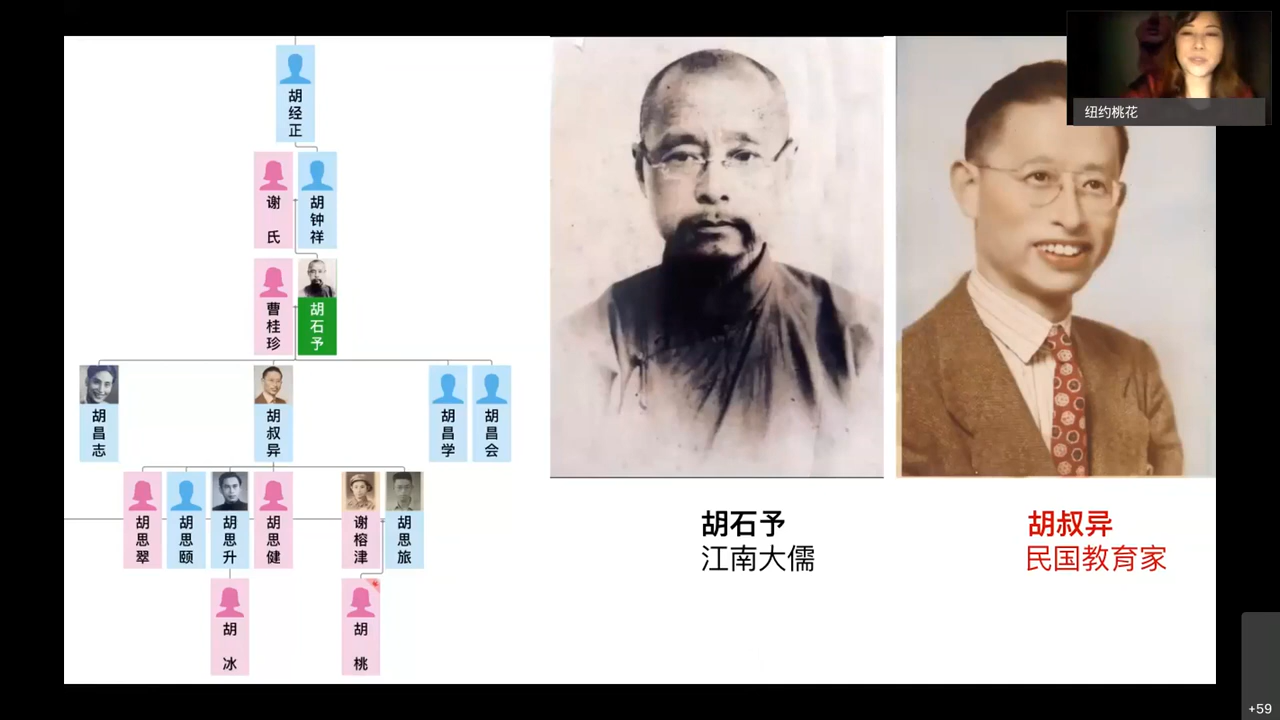 纽约桃花
胡经正
谢氏
胡钟祥
曹桂珍
胡石予
胡昌志
胡叔异
胡昌学
胡昌会
胡思翠
胡思颐
胡思升
胡思健
谢榕津
胡思旅
胡冰
胡桃
胡石予
江南大儒
胡叔异
民国教育家
+59